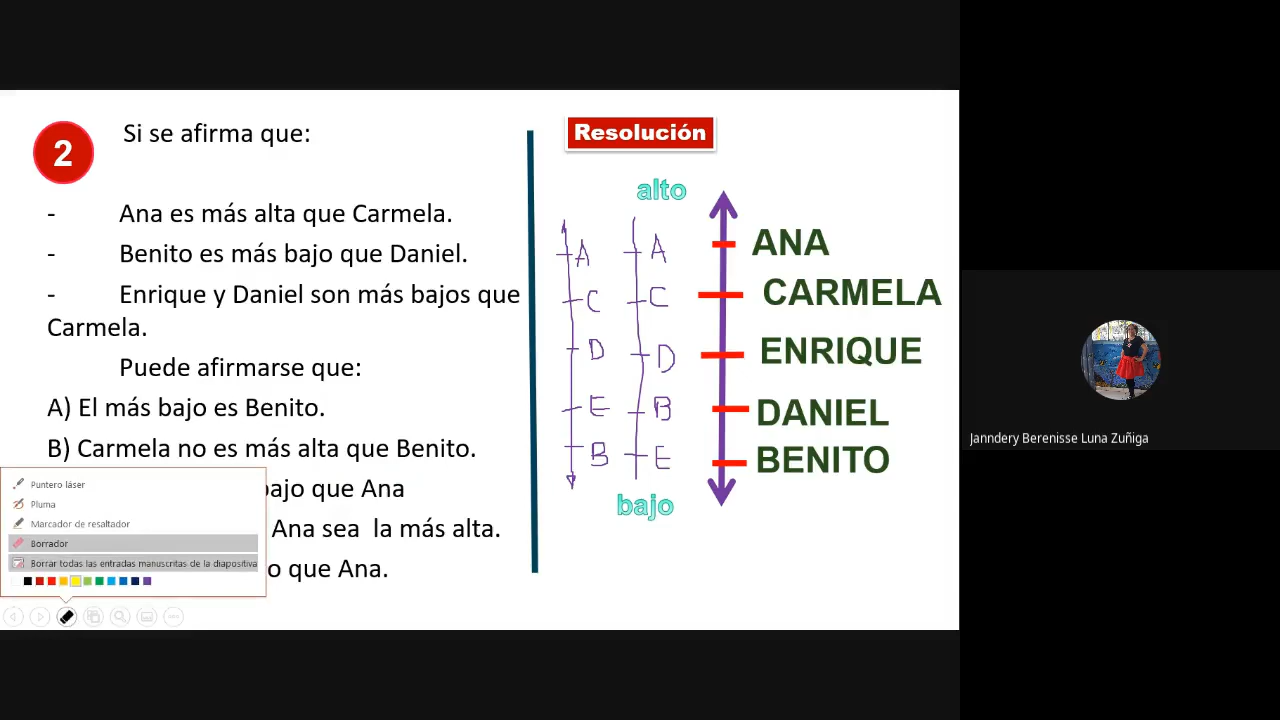 2
Si se afirma que:
- Ana es más alta que Carmela.
- Benito es más bajo que Daniel.
- Enrique y Daniel son más bajos que
Carmela.
Puede afirmarse que:
A) El más bajo es Benito.
B) Carmela no es más alta que Benito.
bajo que Ana
Ana sea la más alta.
o que Ana.
Puntero láser
Pluma
Marcador de resaltador
Borrador
Borrar todas las entradas manuscritas de la diapositiva
Resolución
alto
A
C
D
E
B
A
C
D
B
E
ANA
CARMELA
ENRIQUE
DANIEL
BENITO
bajo
Janndery Berenisse Luna Zuñiga